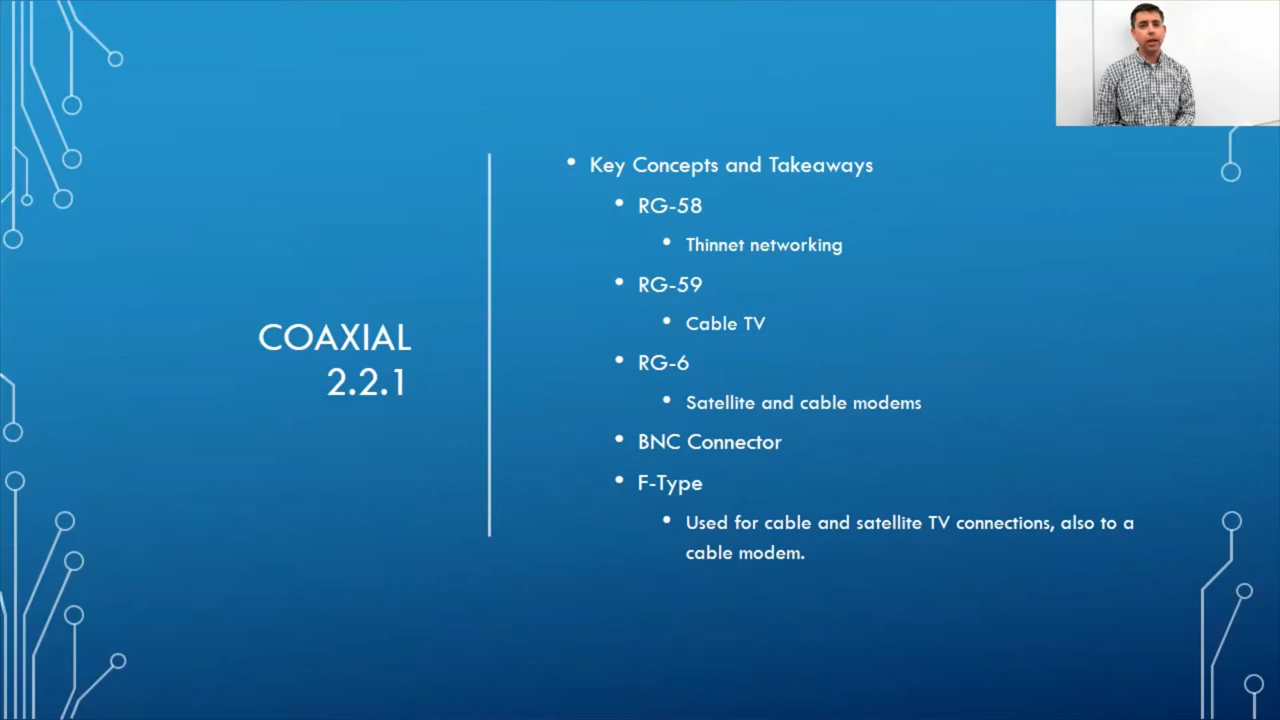 COAXIAL
2.2.1
• Key Concepts and Takeaways
• RG-58
• Thinnet networking
• RG-59
• Cable TV
• RG-6
• Satellite and cable modems
• BNC Connector
• F-Type
• Used for cable and satellite TV connections, also to a
cable modem.